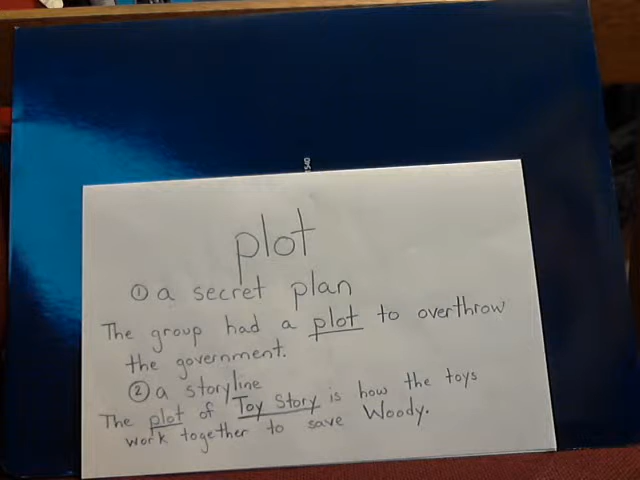 plot
① a secret plan
The group had a plot to overthrow
the government.
② a storyline
The plot of Toy Story is how the toys
work together to save Woody.